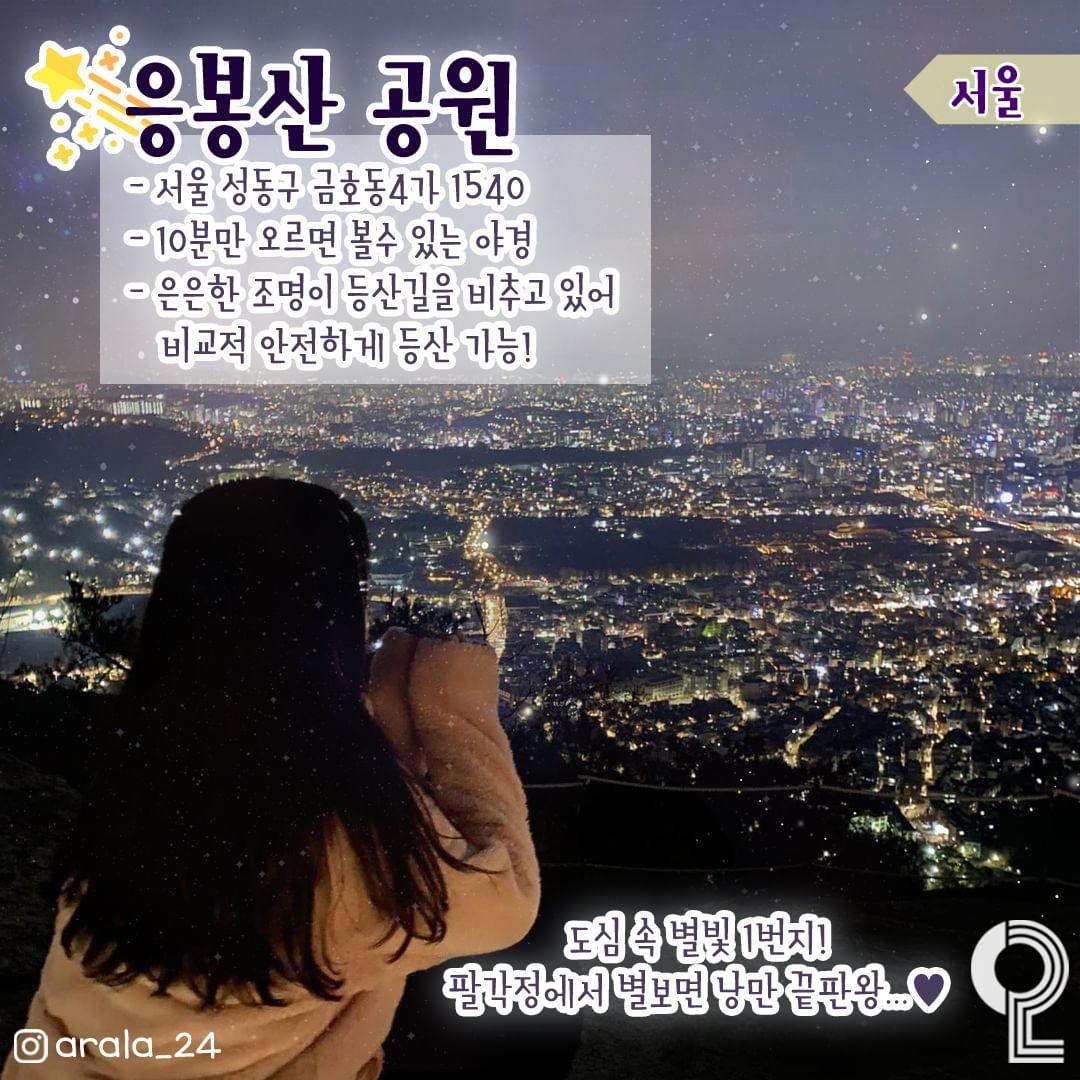 응봉산 공원
서울
- 서울 성동구 금호동4가 1540
- 10분만 오르면 볼수 있는 야경
- 은은한 조명이 등산길을 비추고 있어
비교적 안전하게 등산 가능!
도심 속 별빛 1번지!
팔각정에서 별보면 낭만 끝판왕...♥
arala_24